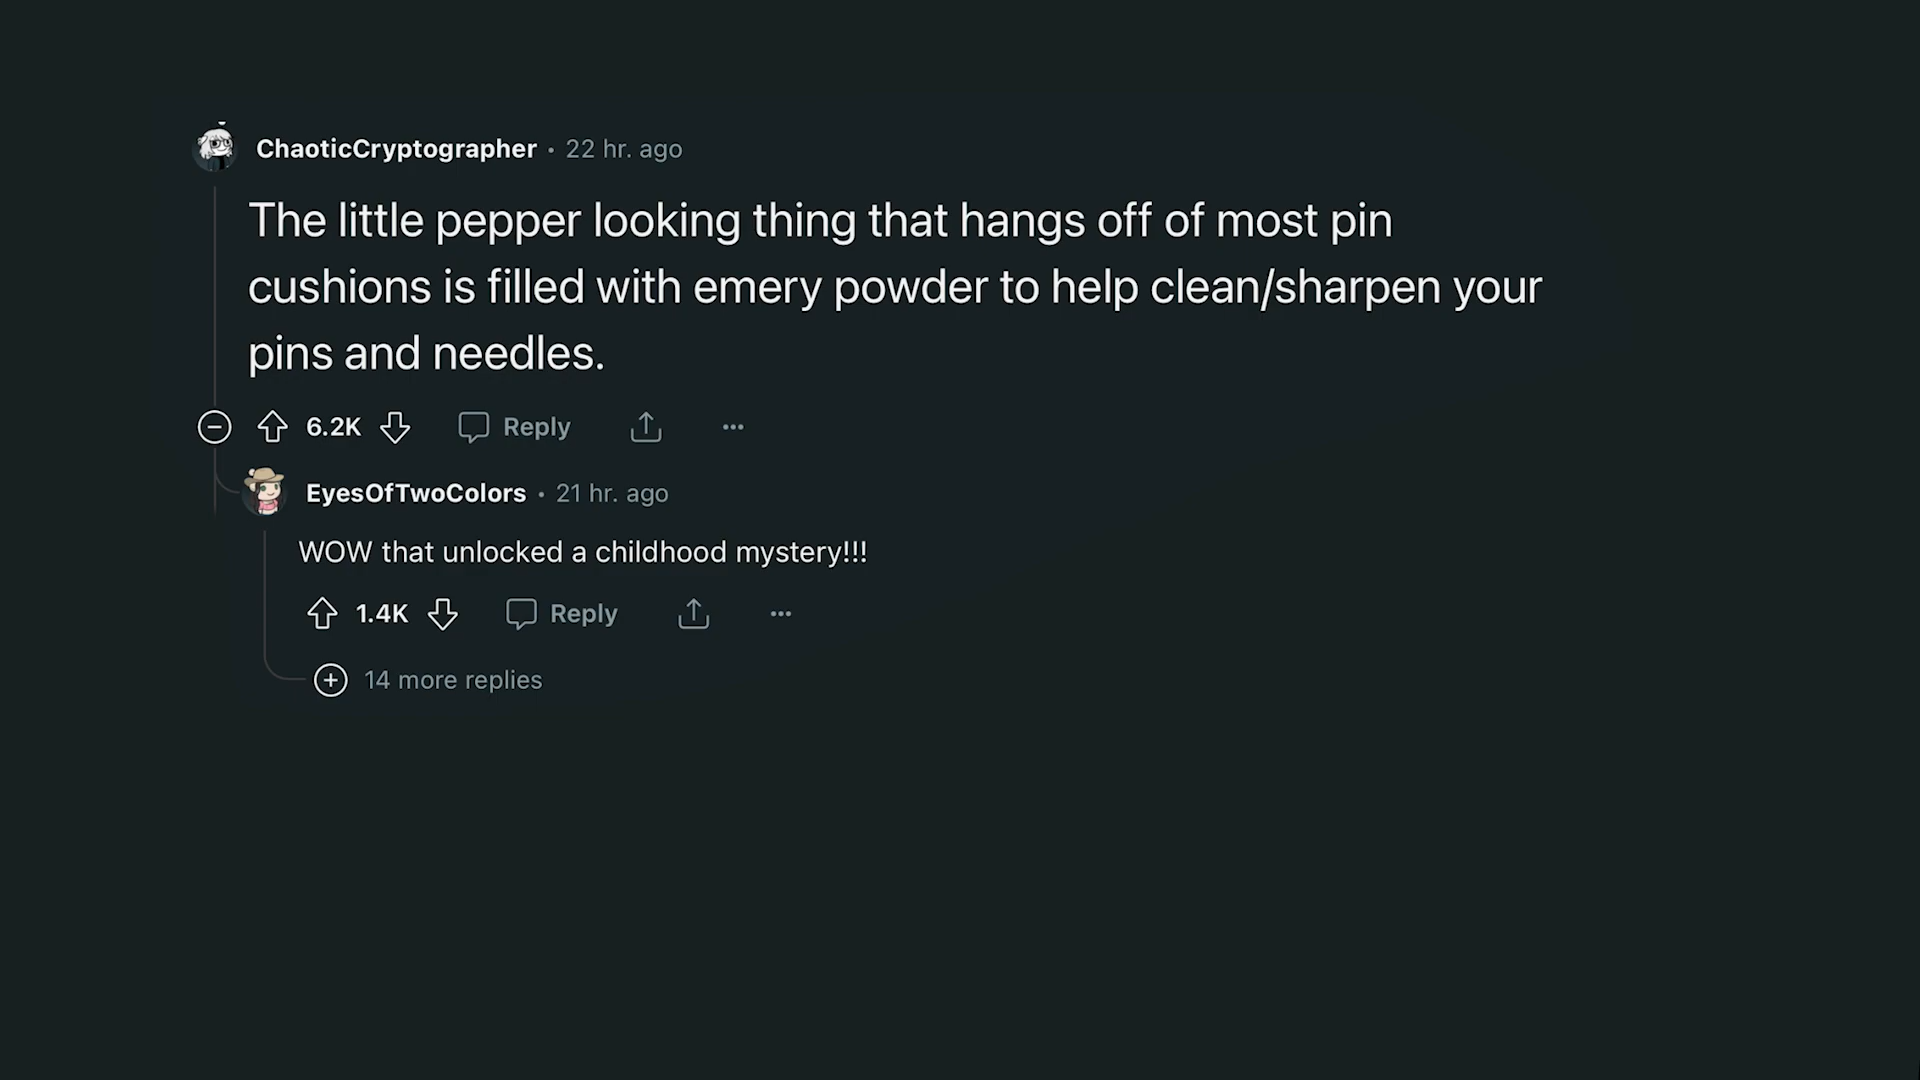 ChaoticCryptographer • 22 hr. ago
The little pepper looking thing that hangs off of most pin
cushions is filled with emery powder to help clean/sharpen your
pins and needles.
6.2K Reply ...
EyesOfTwoColors • 21 hr. ago
WOW that unlocked a childhood mystery!!!
1.4K Reply ...
14 more replies